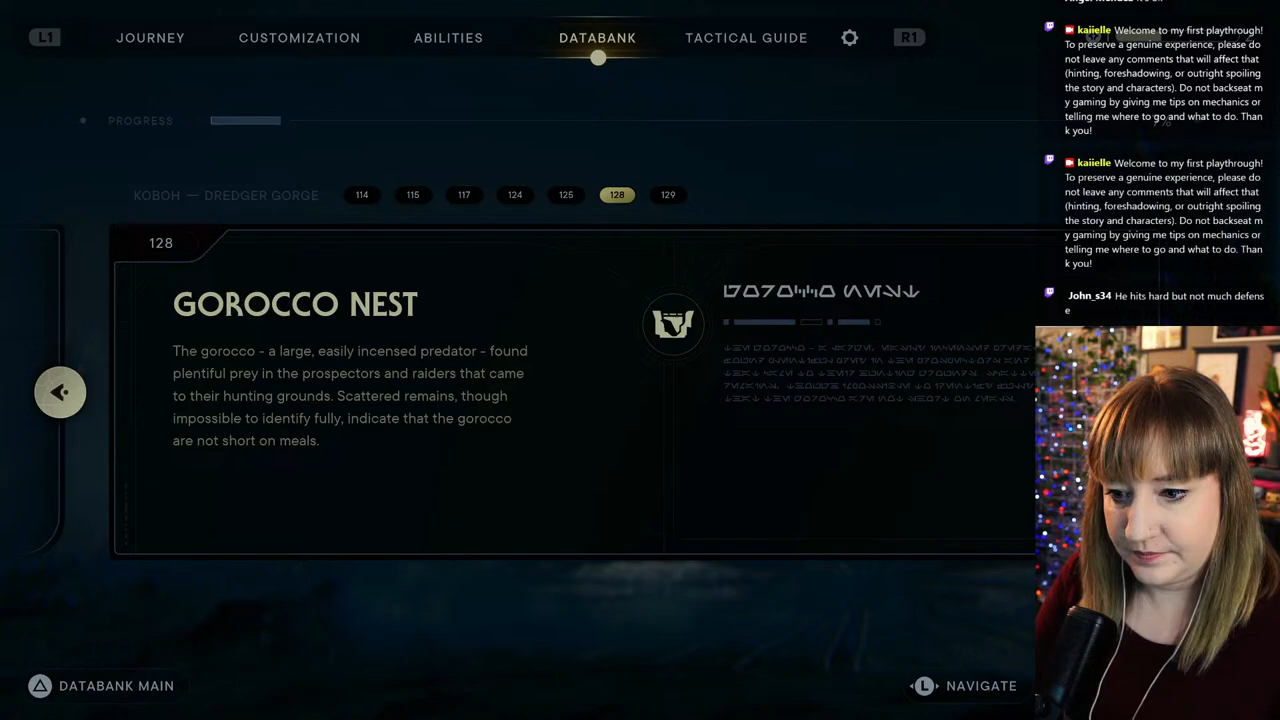 L1 JOURNEY CUSTOMIZATION ABILITIES DATABANK TACTICAL GUIDE R1
PROGRESS
KOBOH — DREDGER GORGE 114 115 117 124 125 128 129
128
GOROCCO NEST
The gorocco - a large, easily incensed predator - found
plentiful prey in the prospectors and raiders that came
to their hunting grounds. Scattered remains, though
impossible to identify fully, indicate that the gorocco
are not short on meals.
DATABANK MAIN
L NAVIGATE
kaiielle Welcome to my first playthrough!
To preserve a genuine experience, please do
not leave any comments that will affect that
(hinting, foreshadowing, or outright spoiling
the story and characters). Do not backseat m
y gaming by giving me tips on mechanics or
telling me where to go and what to do. Than
k you!
kaiielle Welcome to my first playthrough!
To preserve a genuine experience, please do
not leave any comments that will affect that
(hinting, foreshadowing, or outright spoiling
the story and characters). Do not backseat m
y gaming by giving me tips on mechanics or
telling me where to go and what to do. Than
k you!
John_s34 He hits hard but not much defens
e